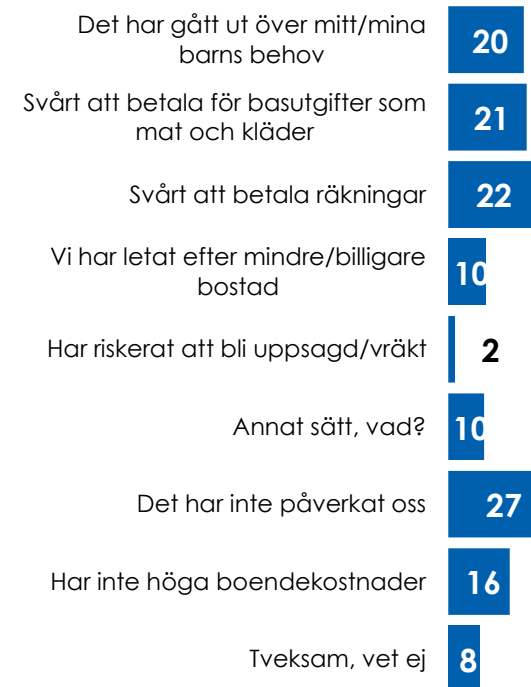 Det har gått ut över mitt/mina
barns behov
20
Svårt att betala för basutgifter som
mat och kläder
21
Svårt att betala räkningar
22
Vi har letat efter mindre/billigare
bostad
10
Har riskerat att bli uppsagd/vräkt
2
Annat sätt, vad?
10
Det har inte påverkat oss
27
Har inte höga boendekostnader
16
Tveksam, vet ej
8